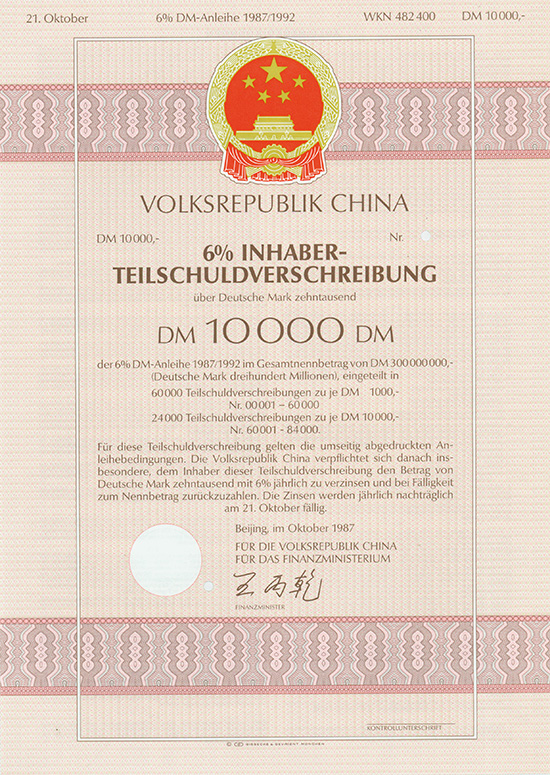 21. Oktober 6% DM-Anleihe 1987/1992 WKN 482 400 DM 10 000,-
VOLKSREPUBLIK CHINA
DM 10 000,- Nr.
6% INHABER-
TEILSCHULDVERSCHREIBUNG
über Deutsche Mark zehntausend
DM 10 000 DM
der 6% DM-Anleihe 1987/1992 im Gesamtnennbetrag von DM 300 000 000,-
(Deutsche Mark dreihundert Millionen), eingeteilt in
60 000 Teilschuldverschreibungen zu je DM 1000,-
Nr. 00 001 – 60 000
24 000 Teilschuldverschreibungen zu je DM 10 000,-
Nr. 60 001 - 84 000.
Für diese Teilschuldverschreibung gelten die umseitig abgedruckten An-
leihebedingungen. Die Volksrepublik China verpflichtet sich danach ins-
besondere, dem Inhaber dieser Teilschuldverschreibung den Betrag von
Deutsche Mark zehntausend mit 6% jährlich zu verzinsen und bei Fälligkeit
zum Nennbetrag zurückzuzahlen. Die Zinsen werden jährlich nachträglich
am 21. Oktober fällig.
Beijing, im Oktober 1987
FÜR DIE VOLKSREPUBLIK CHINA
FÜR DAS FINANZMINISTERIUM
王丙乾
FINANZMINISTER
KONTROLLUNTERSCHRIFT
© GD GIESECKE & DEVRIENT MÜNCHEN